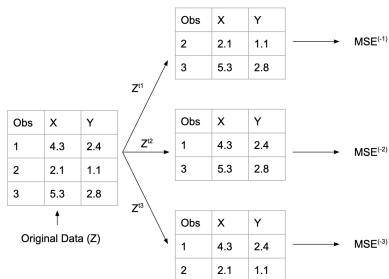 Obs X Y
2 2.1 1.1
3 5.3 2.8
MSE(-1)
Zt1
Obs X Y
1 4.3 2.4
2 2.1 1.1
3 5.3 2.8
Original Data (Z)
Zt2
Obs X Y
1 4.3 2.4
3 5.3 2.8
MSE(-2)
Zt3
Obs X Y
1 4.3 2.4
2 2.1 1.1
MSE(-3)